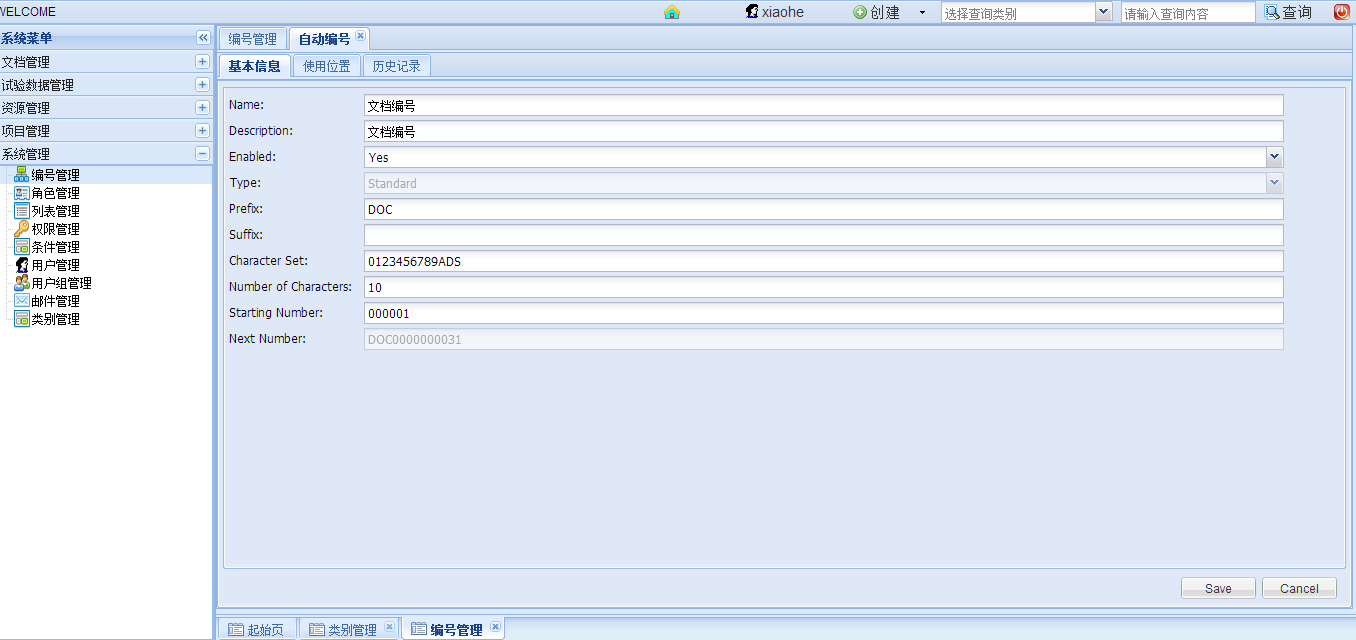 WELCOME
xiaohe
创建
选择查询类别
请输入查询内容
查询
系统菜单
文档管理
试验数据管理
资源管理
项目管理
系统管理
编号管理
角色管理
列表管理
权限管理
条件管理
用户管理
用户组管理
邮件管理
类别管理
编号管理
自动编号
基本信息
使用位置
历史记录
Name:
文档编号
Description:
文档编号
Enabled:
Yes
Type:
Standard
Prefix:
DOC
Suffix:
Character Set:
0123456789ADS
Number of Characters:
10
Starting Number:
000001
Next Number:
DOC0000000031
Save
Cancel
起始页
类别管理
编号管理